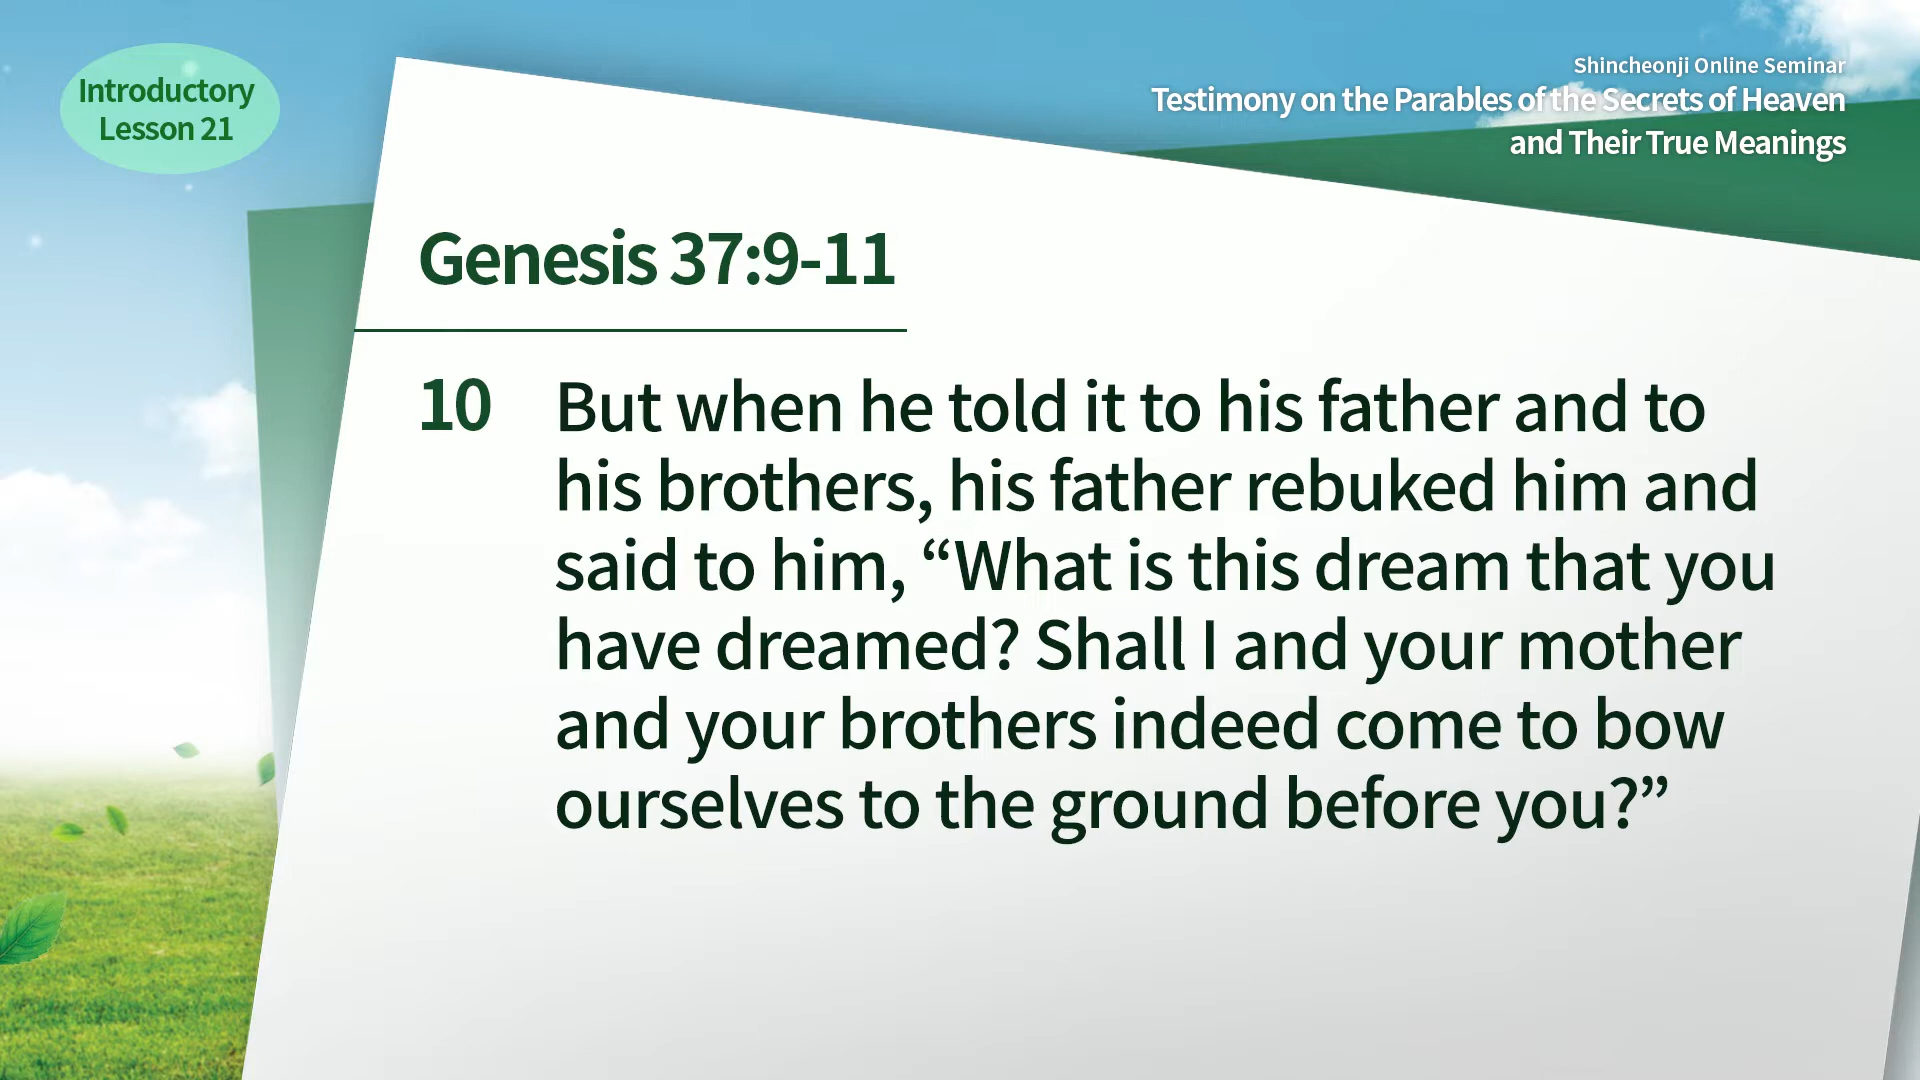 Introductory
Lesson 21
Shincheonji Online Seminar
Testimony on the Parables of the Secrets of Heaven
and Their True Meanings
Genesis 37:9-11
10 But when he told it to his father and to
his brothers, his father rebuked him and
said to him, “What is this dream that you
have dreamed? Shall I and your mother
and your brothers indeed come to bow
ourselves to the ground before you?”